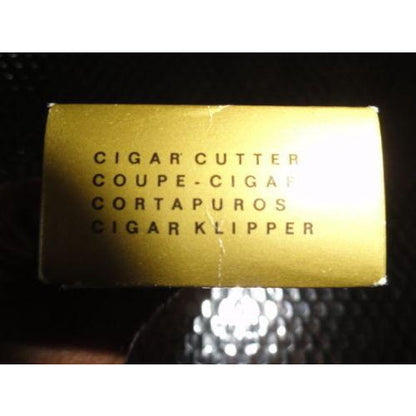 CIGAR CUTTER
COUPE-CIGAR
CORTAPUROS
CIGAR KLIPPER